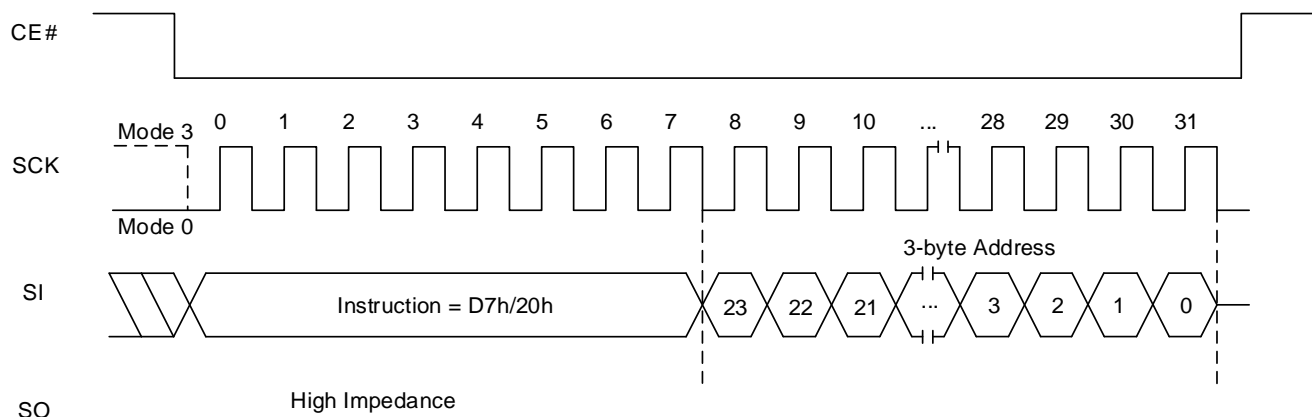 CE#
Mode 3
0 1 2 3 4 5 6 7 8 9 10 ... 28 29 30 31
SCK
Mode 0
3-byte Address
SI
Instruction = D7h/20h
23 22 21 ... 3 2 1 0
High Impedance
SO